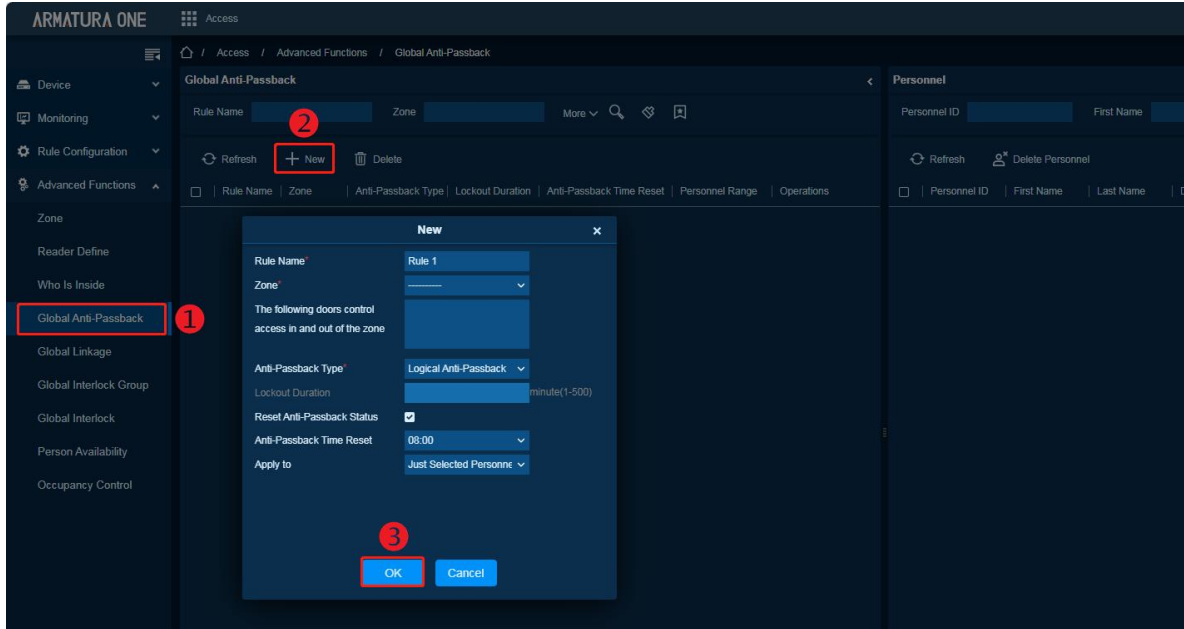 ARMATURA ONE
Access
/ Access / Advanced Functions / Global Anti-Passback
Device
Monitoring
Rule Configuration
Advanced Functions
Zone
Reader Define
Who Is Inside
Global Anti-Passback
Global Linkage
Global Interlock Group
Global Interlock
Person Availability
Occupancy Control
1
Global Anti-Passback
Rule Name
Zone
More
2
Refresh
New
Delete
Rule Name | Zone | Anti-Passback Type | Lockout Duration | Anti-Passback Time Reset | Personnel Range | Operations
New
Rule Name* Rule 1
Zone* ----------
The following doors control
access in and out of the zone
Anti-Passback Type* Logical Anti-Passback
Lockout Duration minute(1-500)
Reset Anti-Passback Status
Anti-Passback Time Reset 08:00
Apply to Just Selected Personne
3
OK Cancel
Personnel
Personnel ID First Name
Refresh Delete Personnel
Personnel ID | First Name | Last Name |